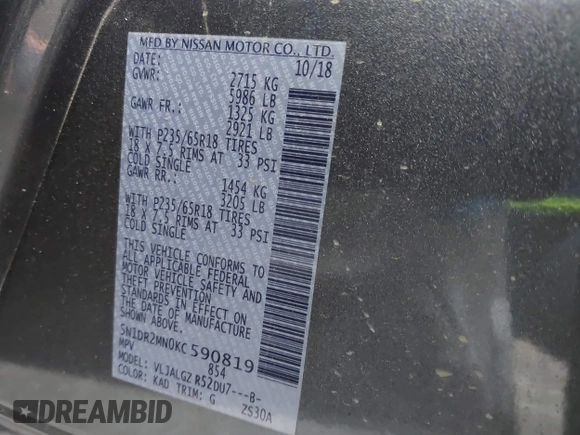 MFD BY NISSAN MOTOR CO., LTD.
DATE: 10/18
GVWR: 2715 KG
5986 LB
GAWR FR.: 1325 KG
2921 LB
WITH P235/65R18 TIRES
18 X 7.5 RIMS AT 33 PSI
COLD SINGLE
GAWR RR.: 1454 KG
3205 LB
WITH P235/65R18 TIRES
18 X 7.5 RIMS AT 33 PSI
COLD SINGLE
THIS VEHICLE CONFORMS TO
ALL APPLICABLE FEDERAL
MOTOR VEHICLE SAFETY AND
THEFT PREVENTION
STANDARDS IN EFFECT ON
THE DATE OF MANUFACTURE
SHOWN ABOVE.
5N1DR2MN0KC 590819
MPV 854
VLJALGZ R52DU7---B-
COLOR: KAD TRIM: G 2S30A
DREAMBID